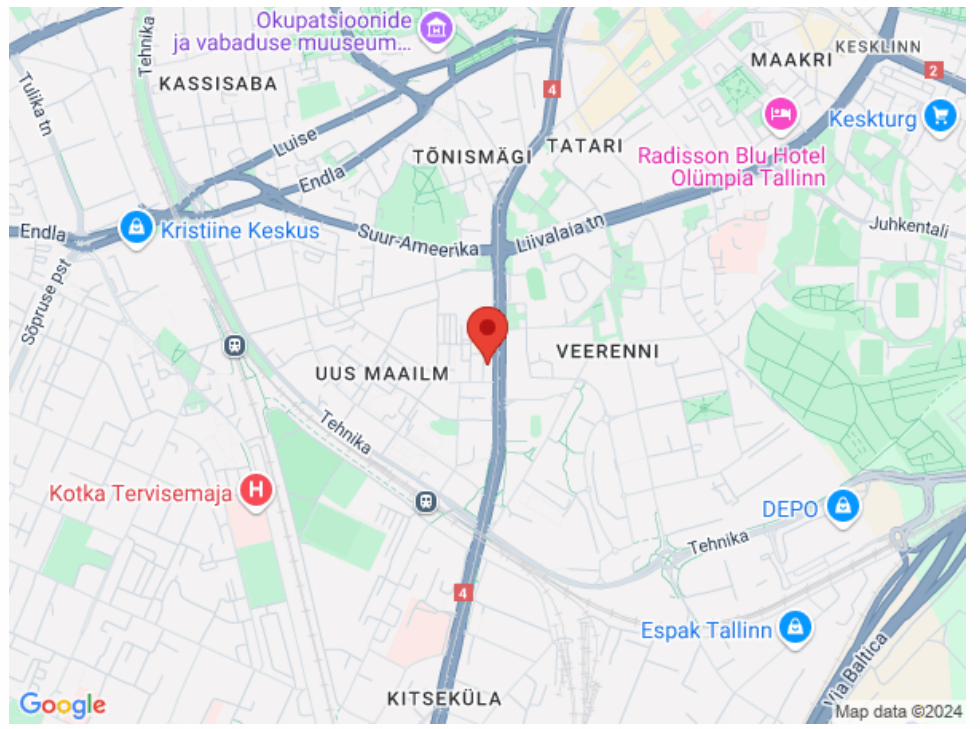 Okupatsioonide
ja vabaduse muuseum...
Tehnika
KASSISABA
Tulika tn
KESKLINN
MAAKRI
2
4
Keskturg
Luise
TÕNISMÄGI
TATARI
Radisson Blu Hotel
Olümpia Tallinn
Endla
Endla
Kristiine Keskus
Suur-Ameerika
Liivalaia tn
Juhkentali
Sõpruse pst
VEERENNI
UUS MAAILM
Tehnika
Kotka Tervisemaja
H
DEPO
Tehnika
4
Espak Tallinn
Via Baltica
KITSEKÜLA
Google
Map data ©2024